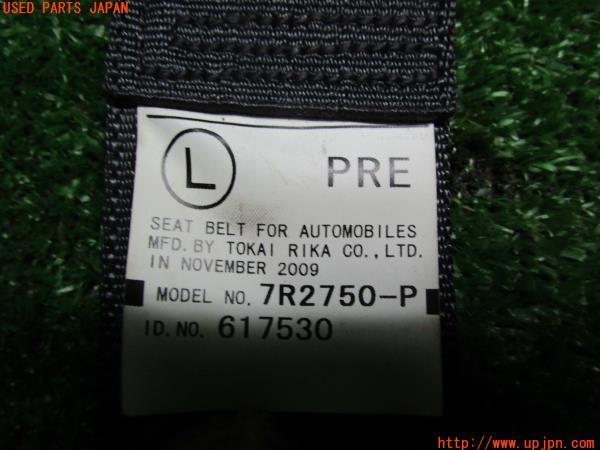 USED PARTS JAPAN
L PRE
SEAT BELT FOR AUTOMOBILES
MFD. BY TOKAI RIKA CO., LTD.
IN NOVEMBER 2009
MODEL NO. 7R2750-P
ID. NO. 617530
http://www.upjpn.com/